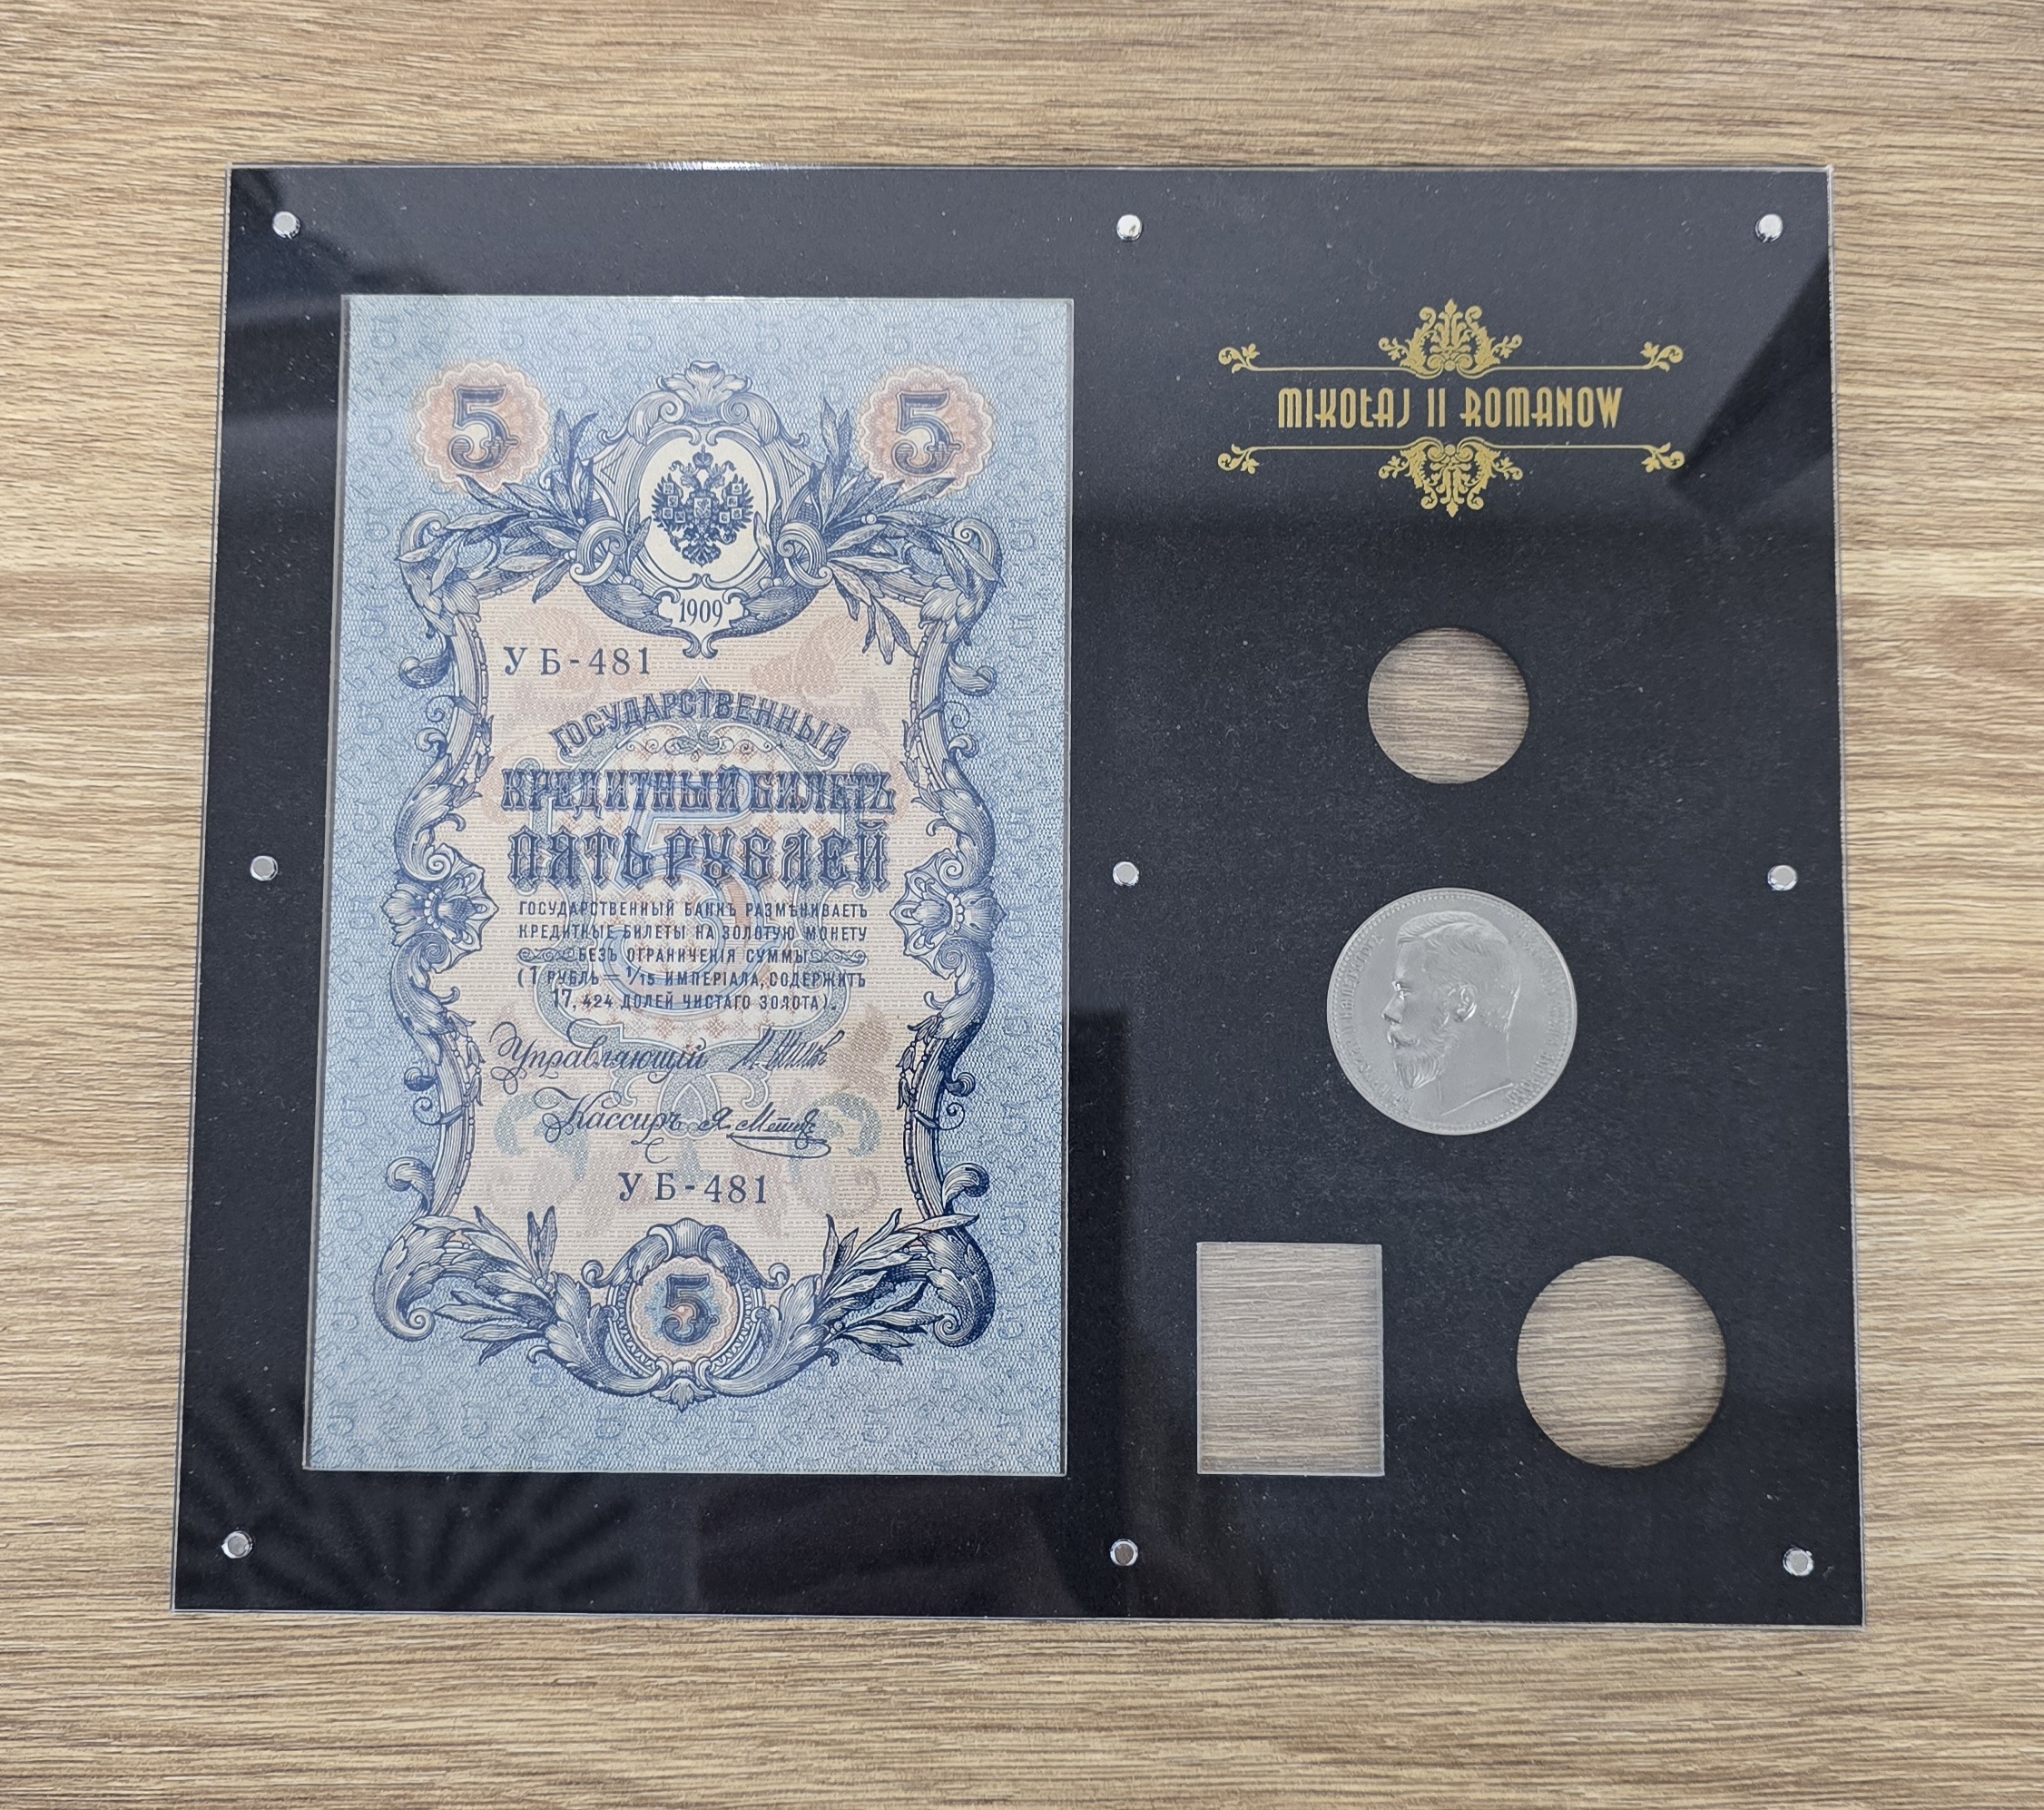 5 5
1909
УБ-481
ГОСУДАРСТВЕННЫЙ
КРЕДИТНЫЙ БИЛЕТЪ
ПЯТЬ РУБЛЕЙ
ГОСУДАРСТВЕННЫЙ БАНКЪ РАЗМѢНИВАЕТЪ
КРЕДИТНЫЕ БИЛЕТЫ НА ЗОЛОТУЮ МОНЕТУ
БЕЗЪ ОГРАНИЧЕНІЯ СУММЫ
(1 РУБЛЬ = 1/15 ИМПЕРІАЛА, СОДЕРЖИТЪ
17,424 ДОЛЕЙ ЧИСТАГО ЗОЛОТА).
Управляющий
Кассиръ
УБ-481
5
MIKOŁAJ II ROMANOW